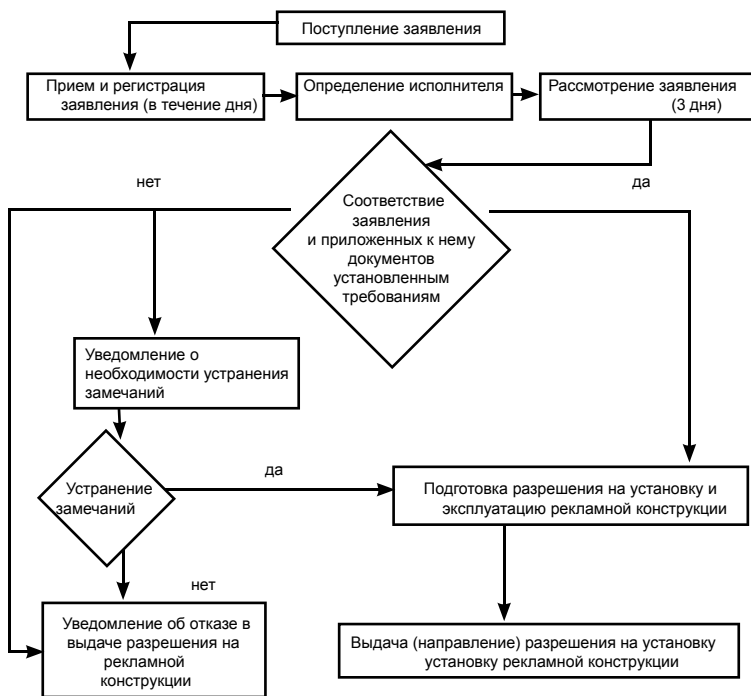 Поступление заявления
Прием и регистрация
заявления (в течение дня)
Определение исполнителя
Рассмотрение заявления
(3 дня)
нет
да
Соответствие
заявления
и приложенных к нему
документов
установленным
требованиям
Уведомление о
необходимости устранения
замечаний
Устранение
замечаний
да
Подготовка разрешения на установку и
эксплуатацию рекламной конструкции
нет
Уведомление об отказе в
выдаче разрешения на
рекламной
конструкции
Выдача (направление) разрешения на установку
установку рекламной конструкции